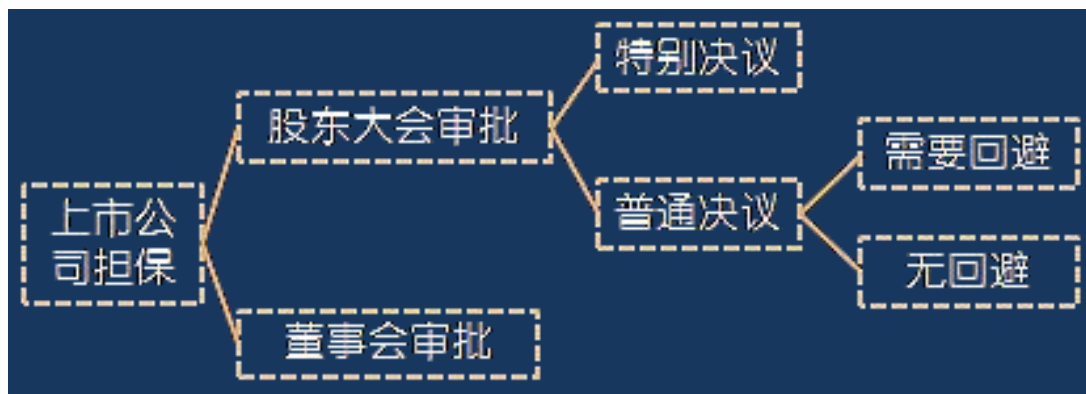 上市公
司担保
股东大会审批
特别决议
普通决议
需要回避
无回避
董事会审批